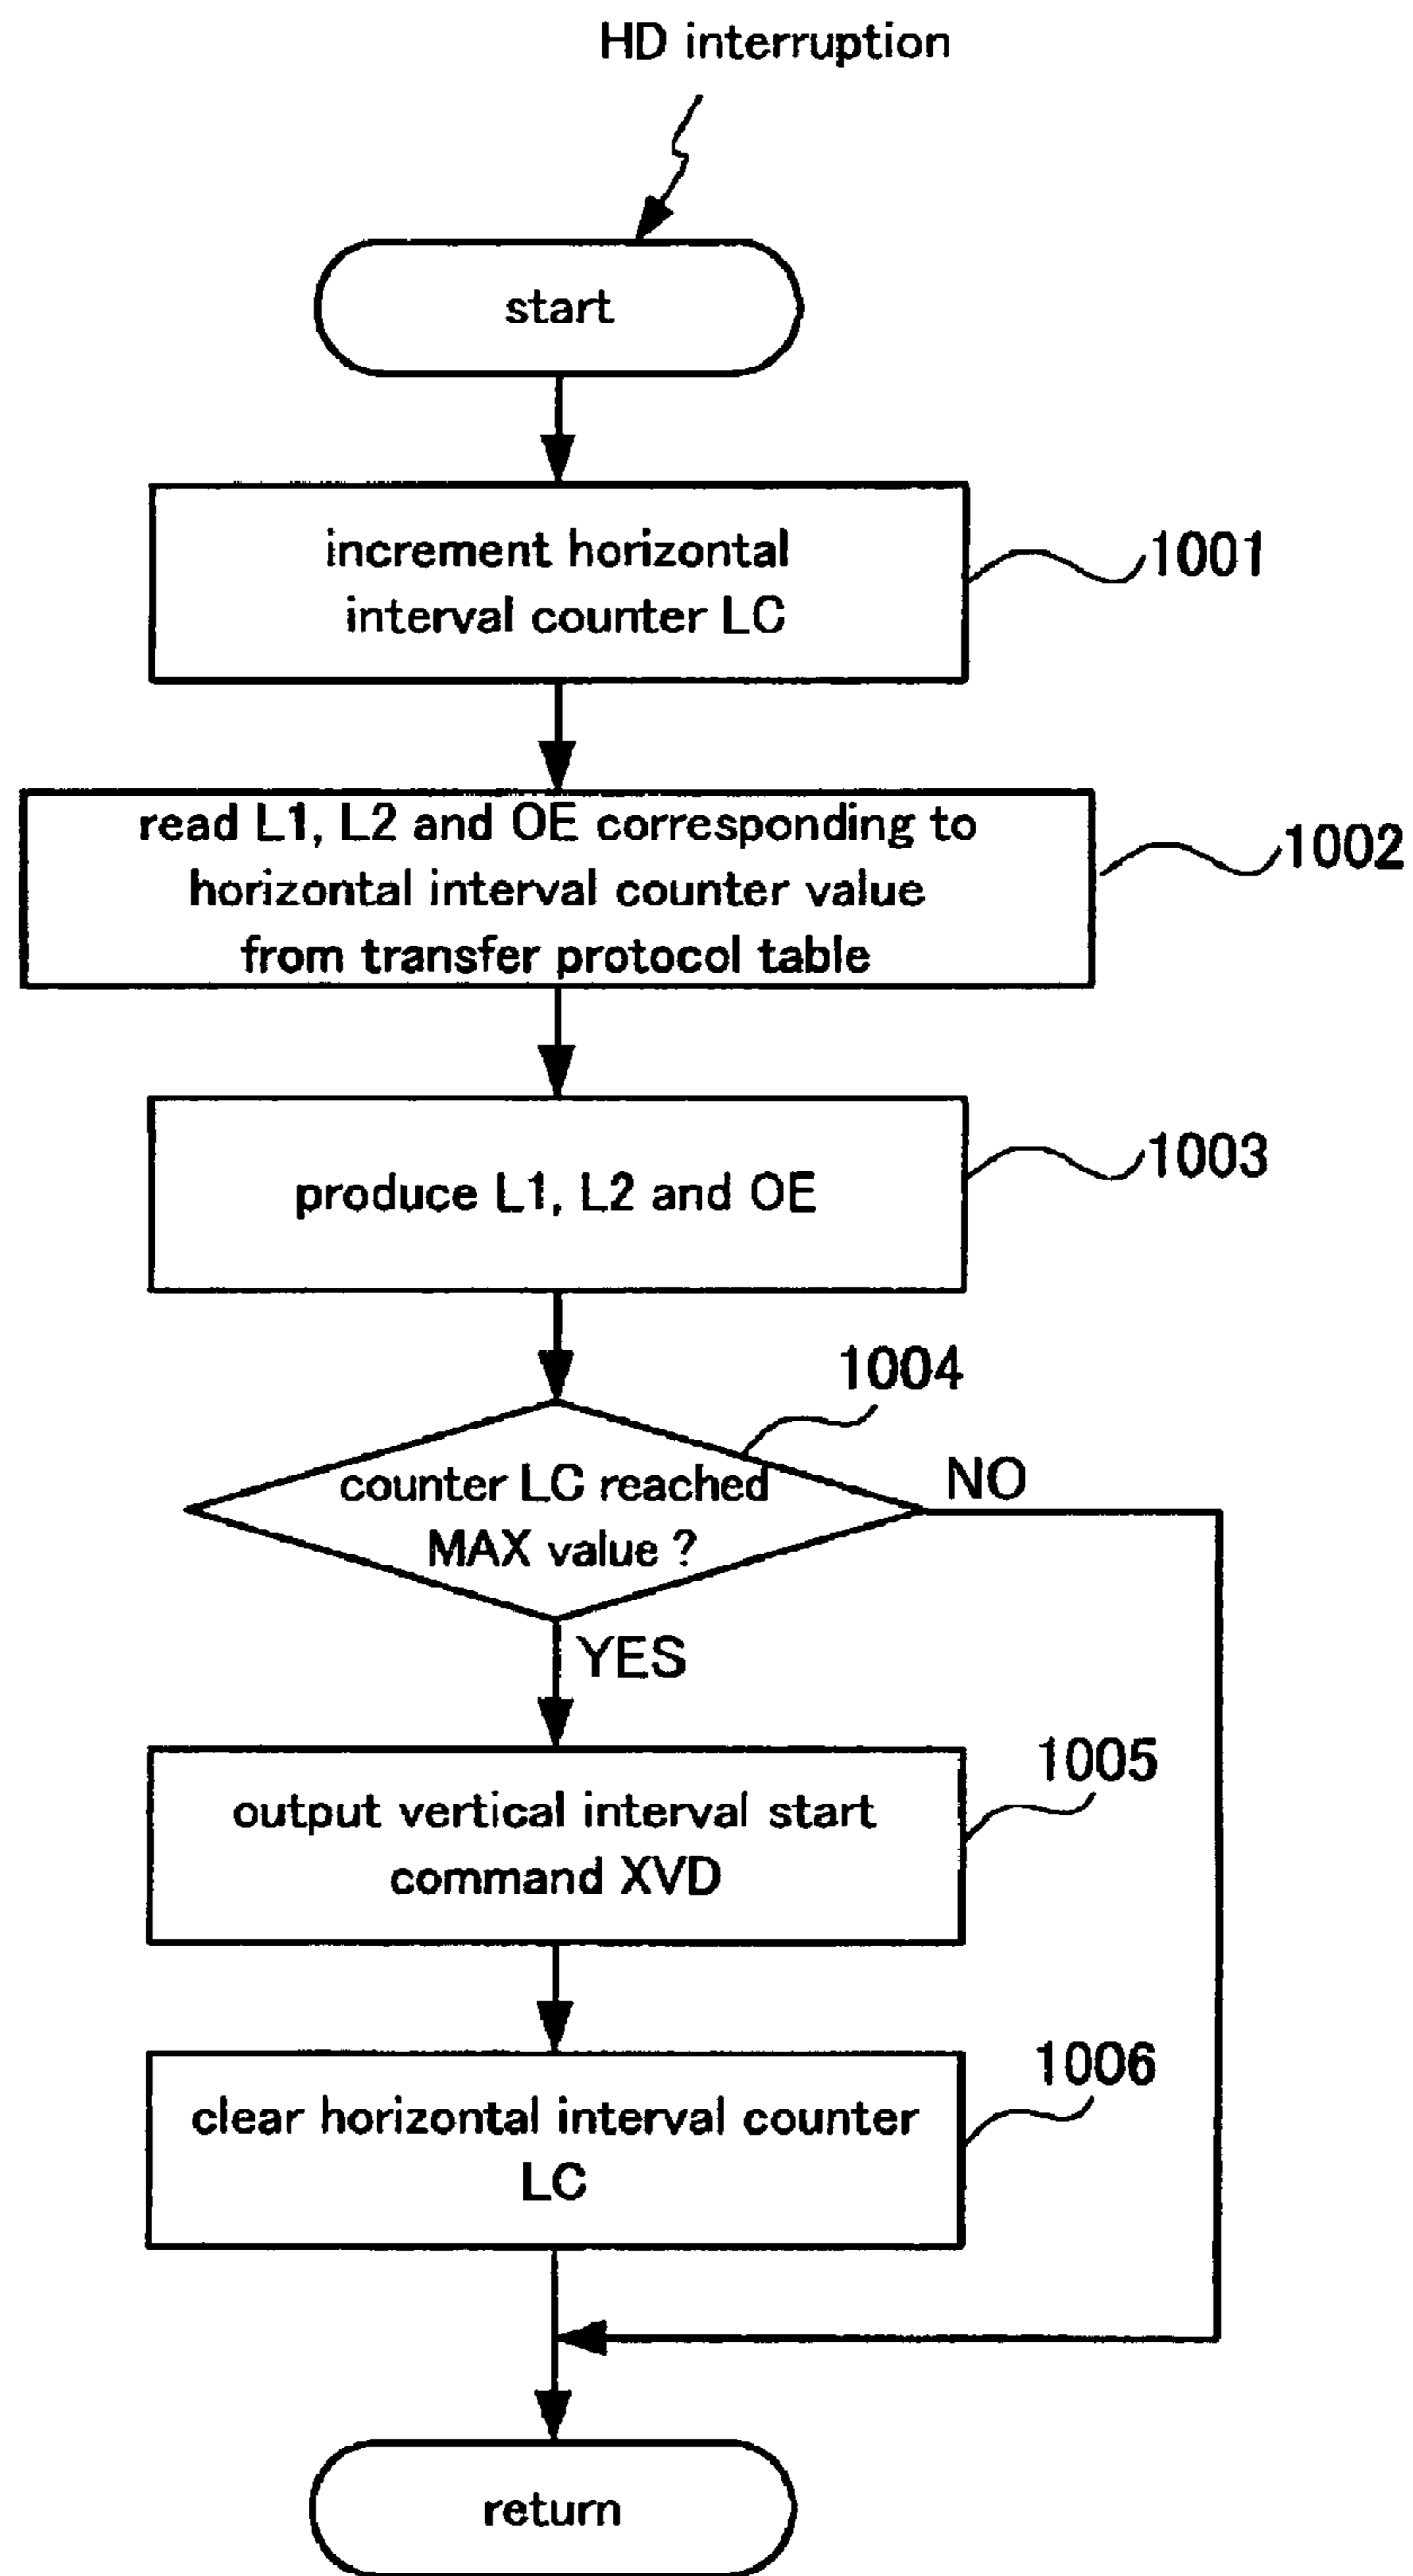 HD interruption
start
increment horizontal
interval counter LC
1001
read L1, L2 and OE corresponding to
horizontal interval counter value
from transfer protocol table
1002
produce L1, L2 and OE
1003
1004
counter LC reached
MAX value ?
NO
YES
output vertical interval start
command XVD
1005
clear horizontal interval counter
LC
1006
return